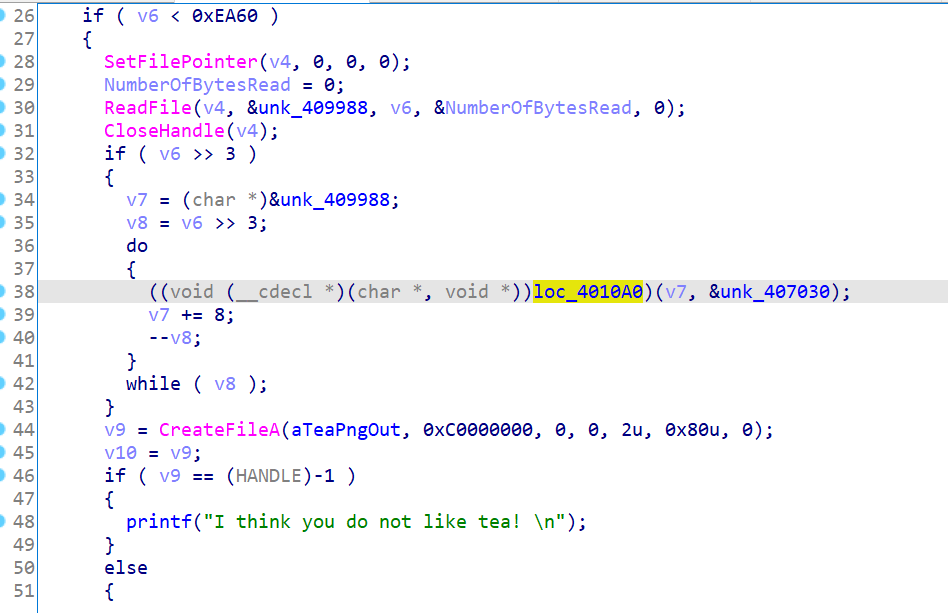 26 if ( v6 < 0xEA60 )
27 {
28 SetFilePointer(v4, 0, 0, 0);
29 NumberOfBytesRead = 0;
30 ReadFile(v4, &unk_409988, v6, &NumberOfBytesRead, 0);
31 CloseHandle(v4);
32 if ( v6 >> 3 )
33 {
34 v7 = (char *)&unk_409988;
35 v8 = v6 >> 3;
36 do
37 {
38 ((void (__cdecl *)(char *, void *))loc_4010A0)(v7, &unk_407030);
39 v7 += 8;
40 --v8;
41 }
42 while ( v8 );
43 }
44 v9 = CreateFileA(aTeaPngOut, 0xC0000000, 0, 0, 2u, 0x80u, 0);
45 v10 = v9;
46 if ( v9 == (HANDLE)-1 )
47 {
48 printf("I think you do not like tea! \n");
49 }
50 else
51 {